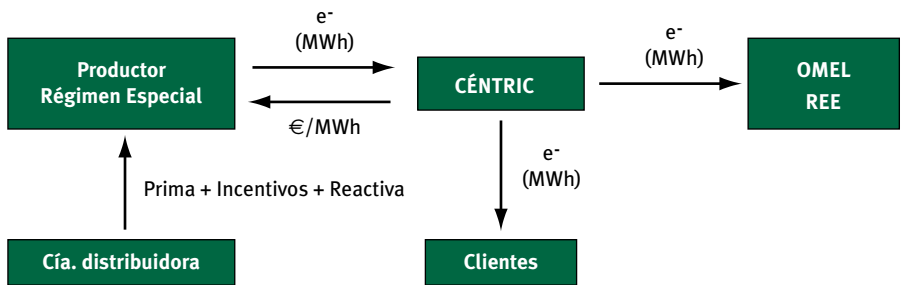 e-
(MWh)
Productor
Régimen Especial
€/MWh
CÉNTRIC
e-
(MWh)
OMEL
REE
e-
(MWh)
Prima + Incentivos + Reactiva
Cía. distribuidora
Clientes